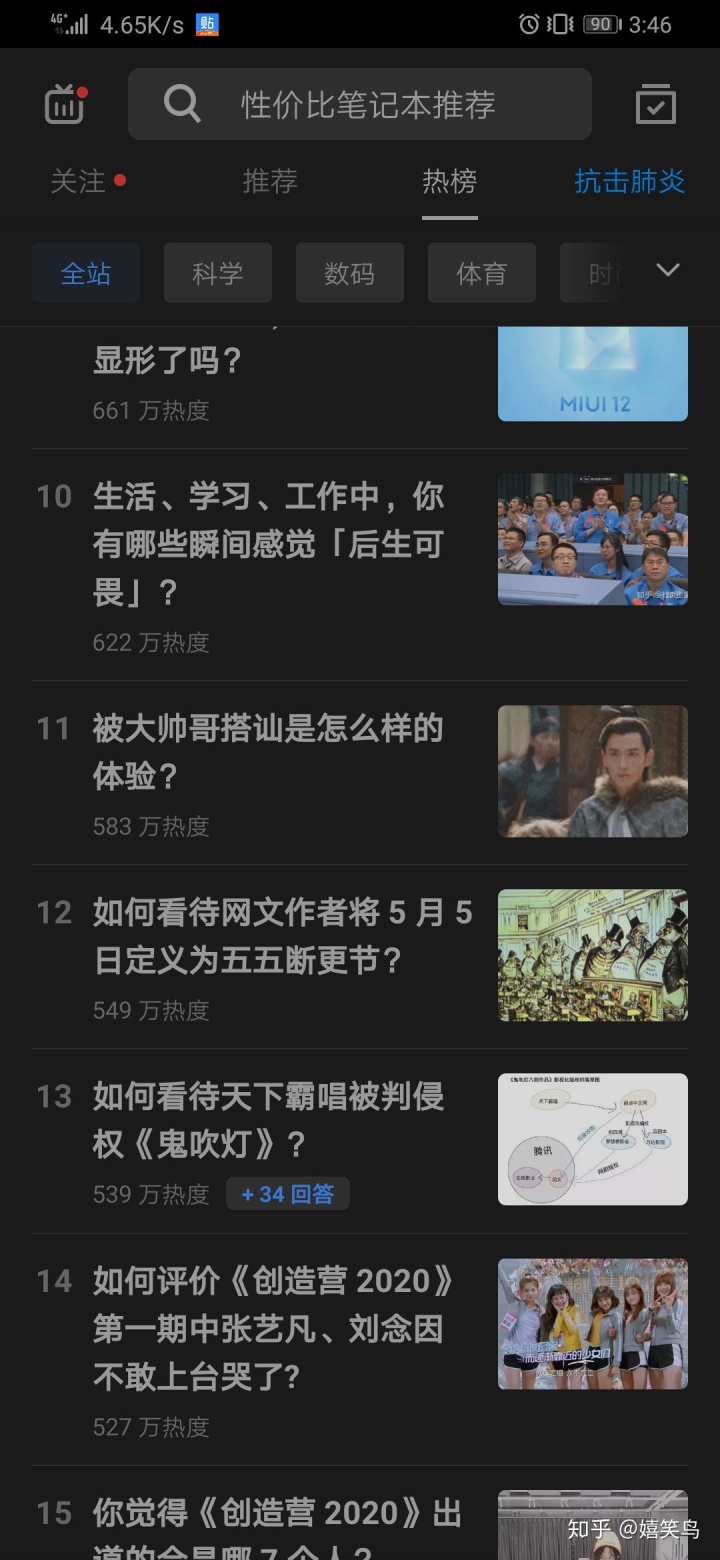 4G+ 4.65K/s 贴 90 3:46
性价比笔记本推荐
关注 推荐 热榜 抗击肺炎
全站 科学 数码 体育
显形了吗？
661 万热度
MIUI 12
10 生活、学习、工作中，你
有哪些瞬间感觉「后生可
畏」？
622 万热度
11 被大帅哥搭讪是怎么样的
体验？
583 万热度
12 如何看待网文作者将 5 月 5
日定义为五五断更节？
549 万热度
13 如何看待天下霸唱被判侵
权《鬼吹灯》？
539 万热度 + 34 回答
腾讯
14 如何评价《创造营 2020》
第一期中张艺凡、刘念因
不敢上台哭了?
527 万热度
15 你觉得《创造营 2020》出
道的会是哪 7 个人？
知乎 @嬉笑鸟